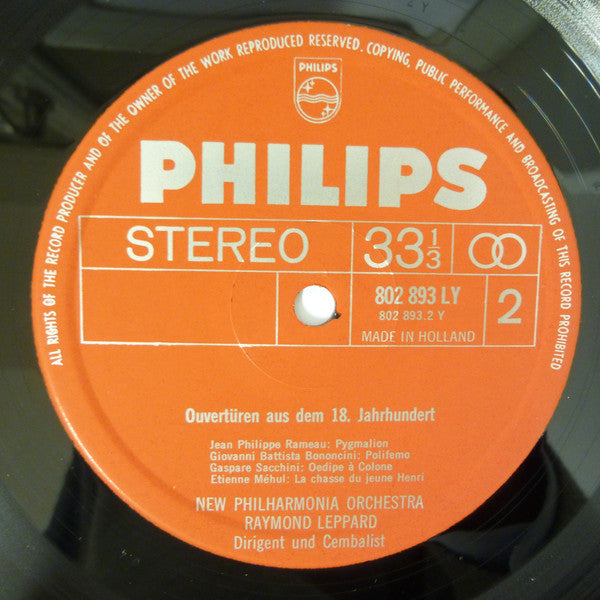 ALL RIGHTS OF THE RECORD PRODUCER AND OF THE OWNER OF THE WORK REPRODUCED RESERVED. COPYING, PUBLIC PERFORMANCE AND BROADCASTING OF THIS RECORD PROHIBITED
PHILIPS
PHILIPS
STEREO
33 1/3
802 893 LY
802 893.2 Y
2
MADE IN HOLLAND
Ouvertüren aus dem 18. Jahrhundert
Jean Philippe Rameau: Pygmalion
Giovanni Battista Bononcini: Polifemo
Gaspare Sacchini: Oedipe à Colone
Etienne Méhul: La chasse du jeune Henri
NEW PHILHARMONIA ORCHESTRA
RAYMOND LEPPARD
Dirigent und Cembalist